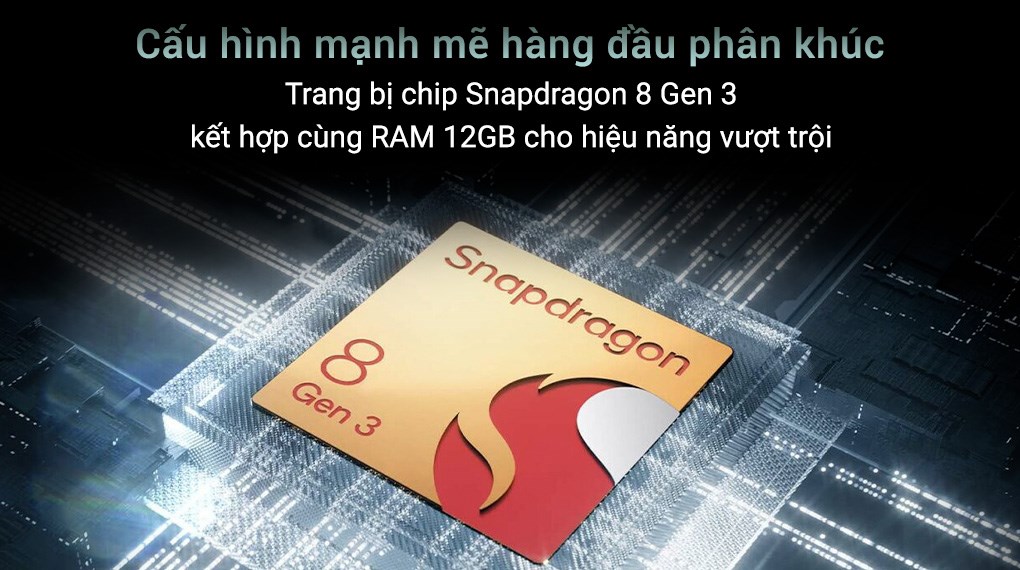 Cấu hình mạnh mẽ hàng đầu phân khúc
Trang bị chip Snapdragon 8 Gen 3
kết hợp cùng RAM 12GB cho hiệu năng vượt trội
Snapdragon
8
Gen 3